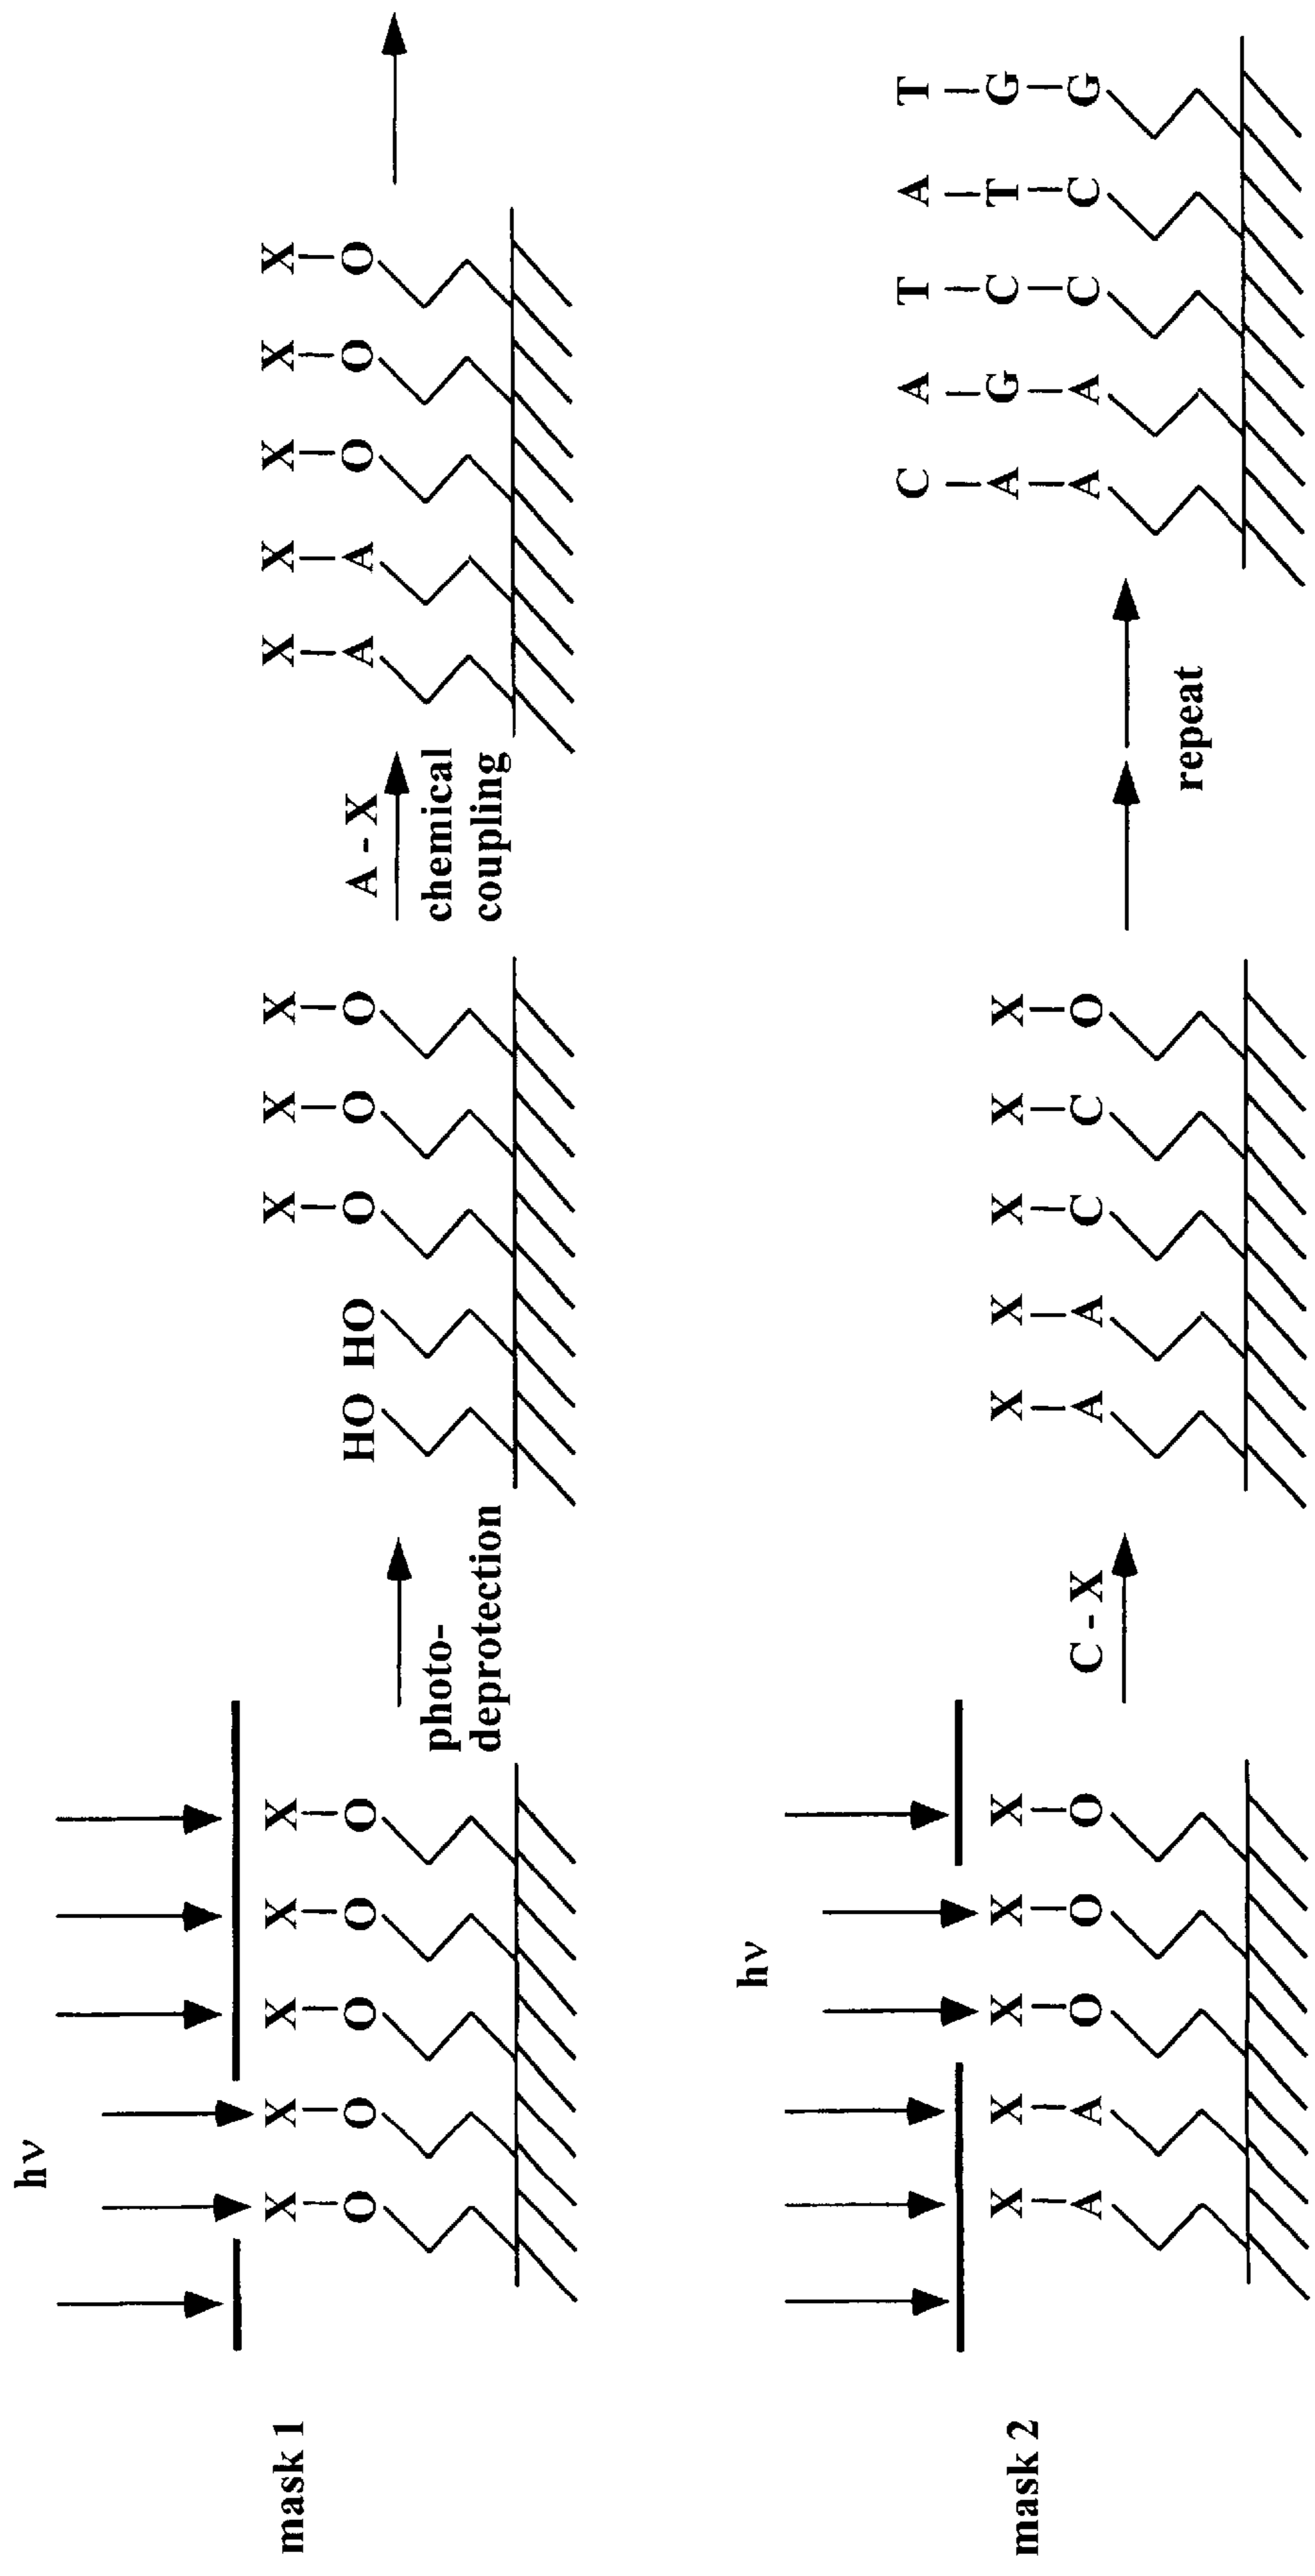 mask 1
hν
X X X X X
O O O O O
photo-
deprotection
X X X
HO HO O O O
A - X
chemical
coupling
X X X X X
A A O O O
mask 2
hν
X X X X X
A A O O O
C - X
X X X X X
A A C C O
repeat
C A T A T
A G C T G
A A C C G